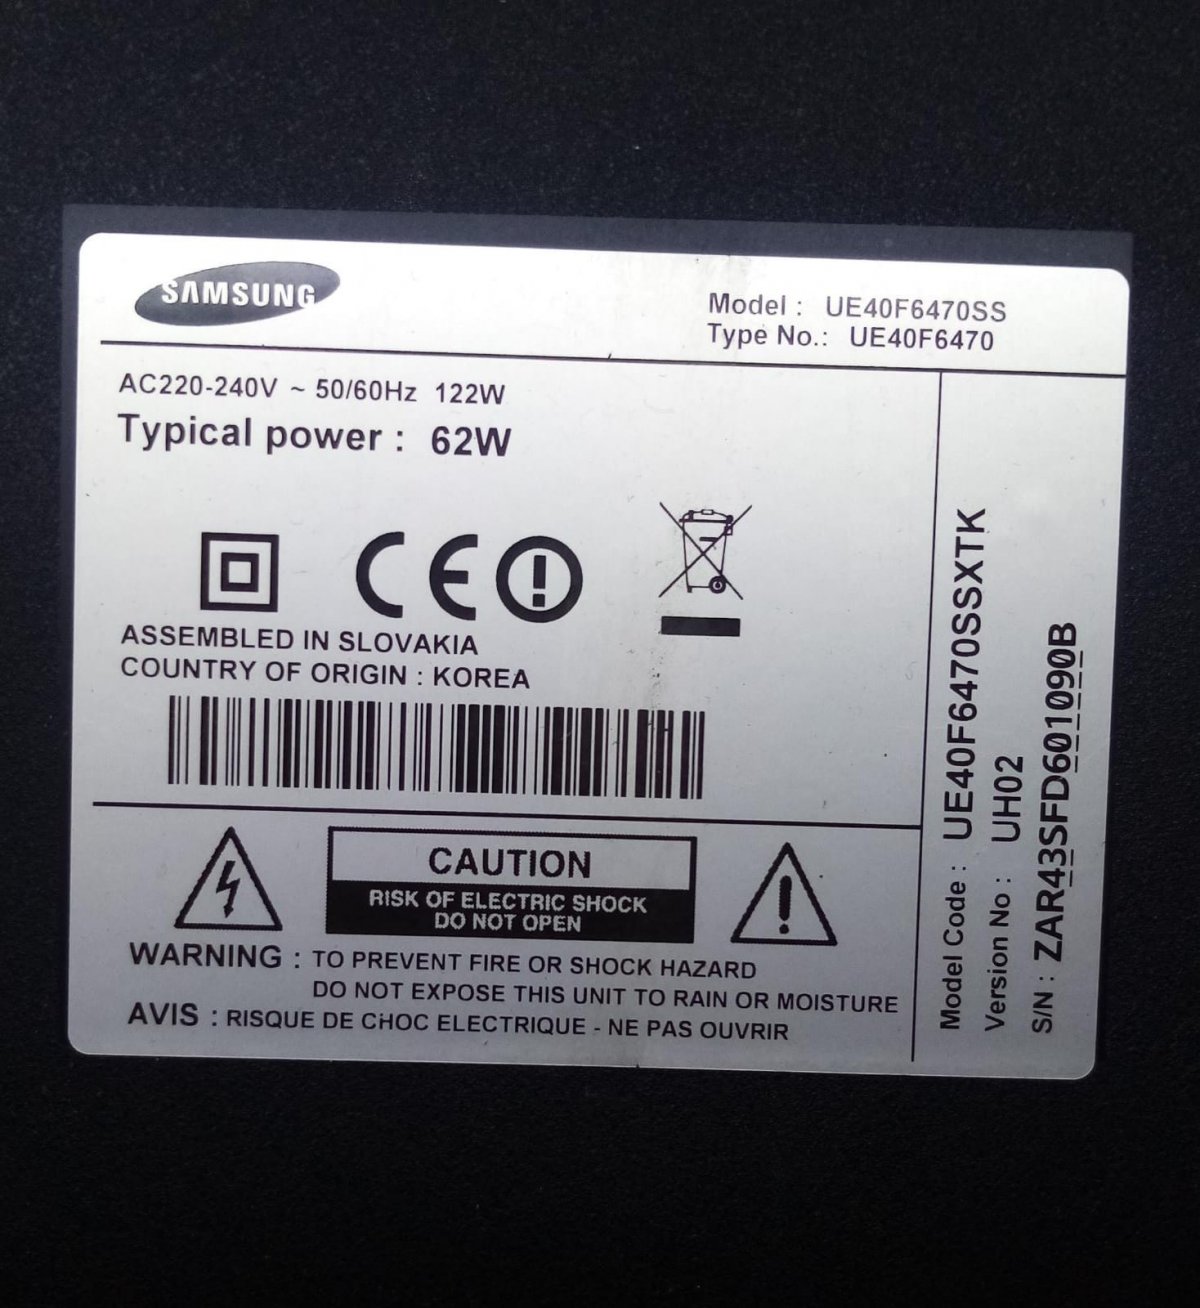 SAMSUNG
Model : UE40F6470SS
Type No.: UE40F6470
AC220-240V ~ 50/60Hz 122W
Typical power : 62W
CE
ASSEMBLED IN SLOVAKIA
COUNTRY OF ORIGIN : KOREA
CAUTION
RISK OF ELECTRIC SHOCK
DO NOT OPEN
WARNING : TO PREVENT FIRE OR SHOCK HAZARD
DO NOT EXPOSE THIS UNIT TO RAIN OR MOISTURE
AVIS : RISQUE DE CHOC ELECTRIQUE - NE PAS OUVRIR
Model Code : UE40F6470SSXTK
Version No : UH02
S/N : ZAR43SFD601090B